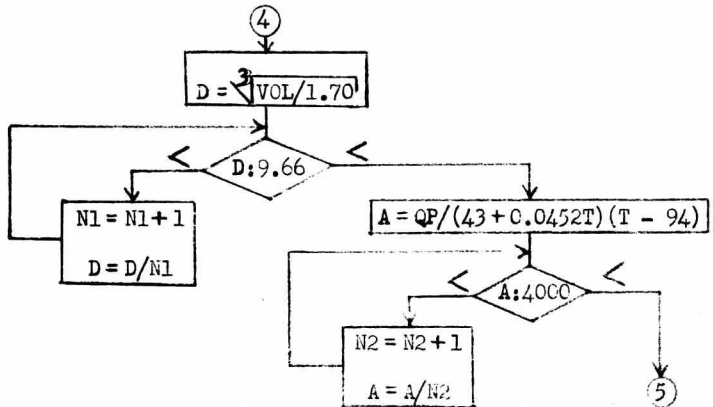 4
D = ∛VOL/1.70
< D:9.66 <
N1 = N1 + 1
D = D/N1
A = QP/(43 + 0.0452T)(T - 94)
< A:4000 <
N2 = N2 + 1
A = A/N2
5